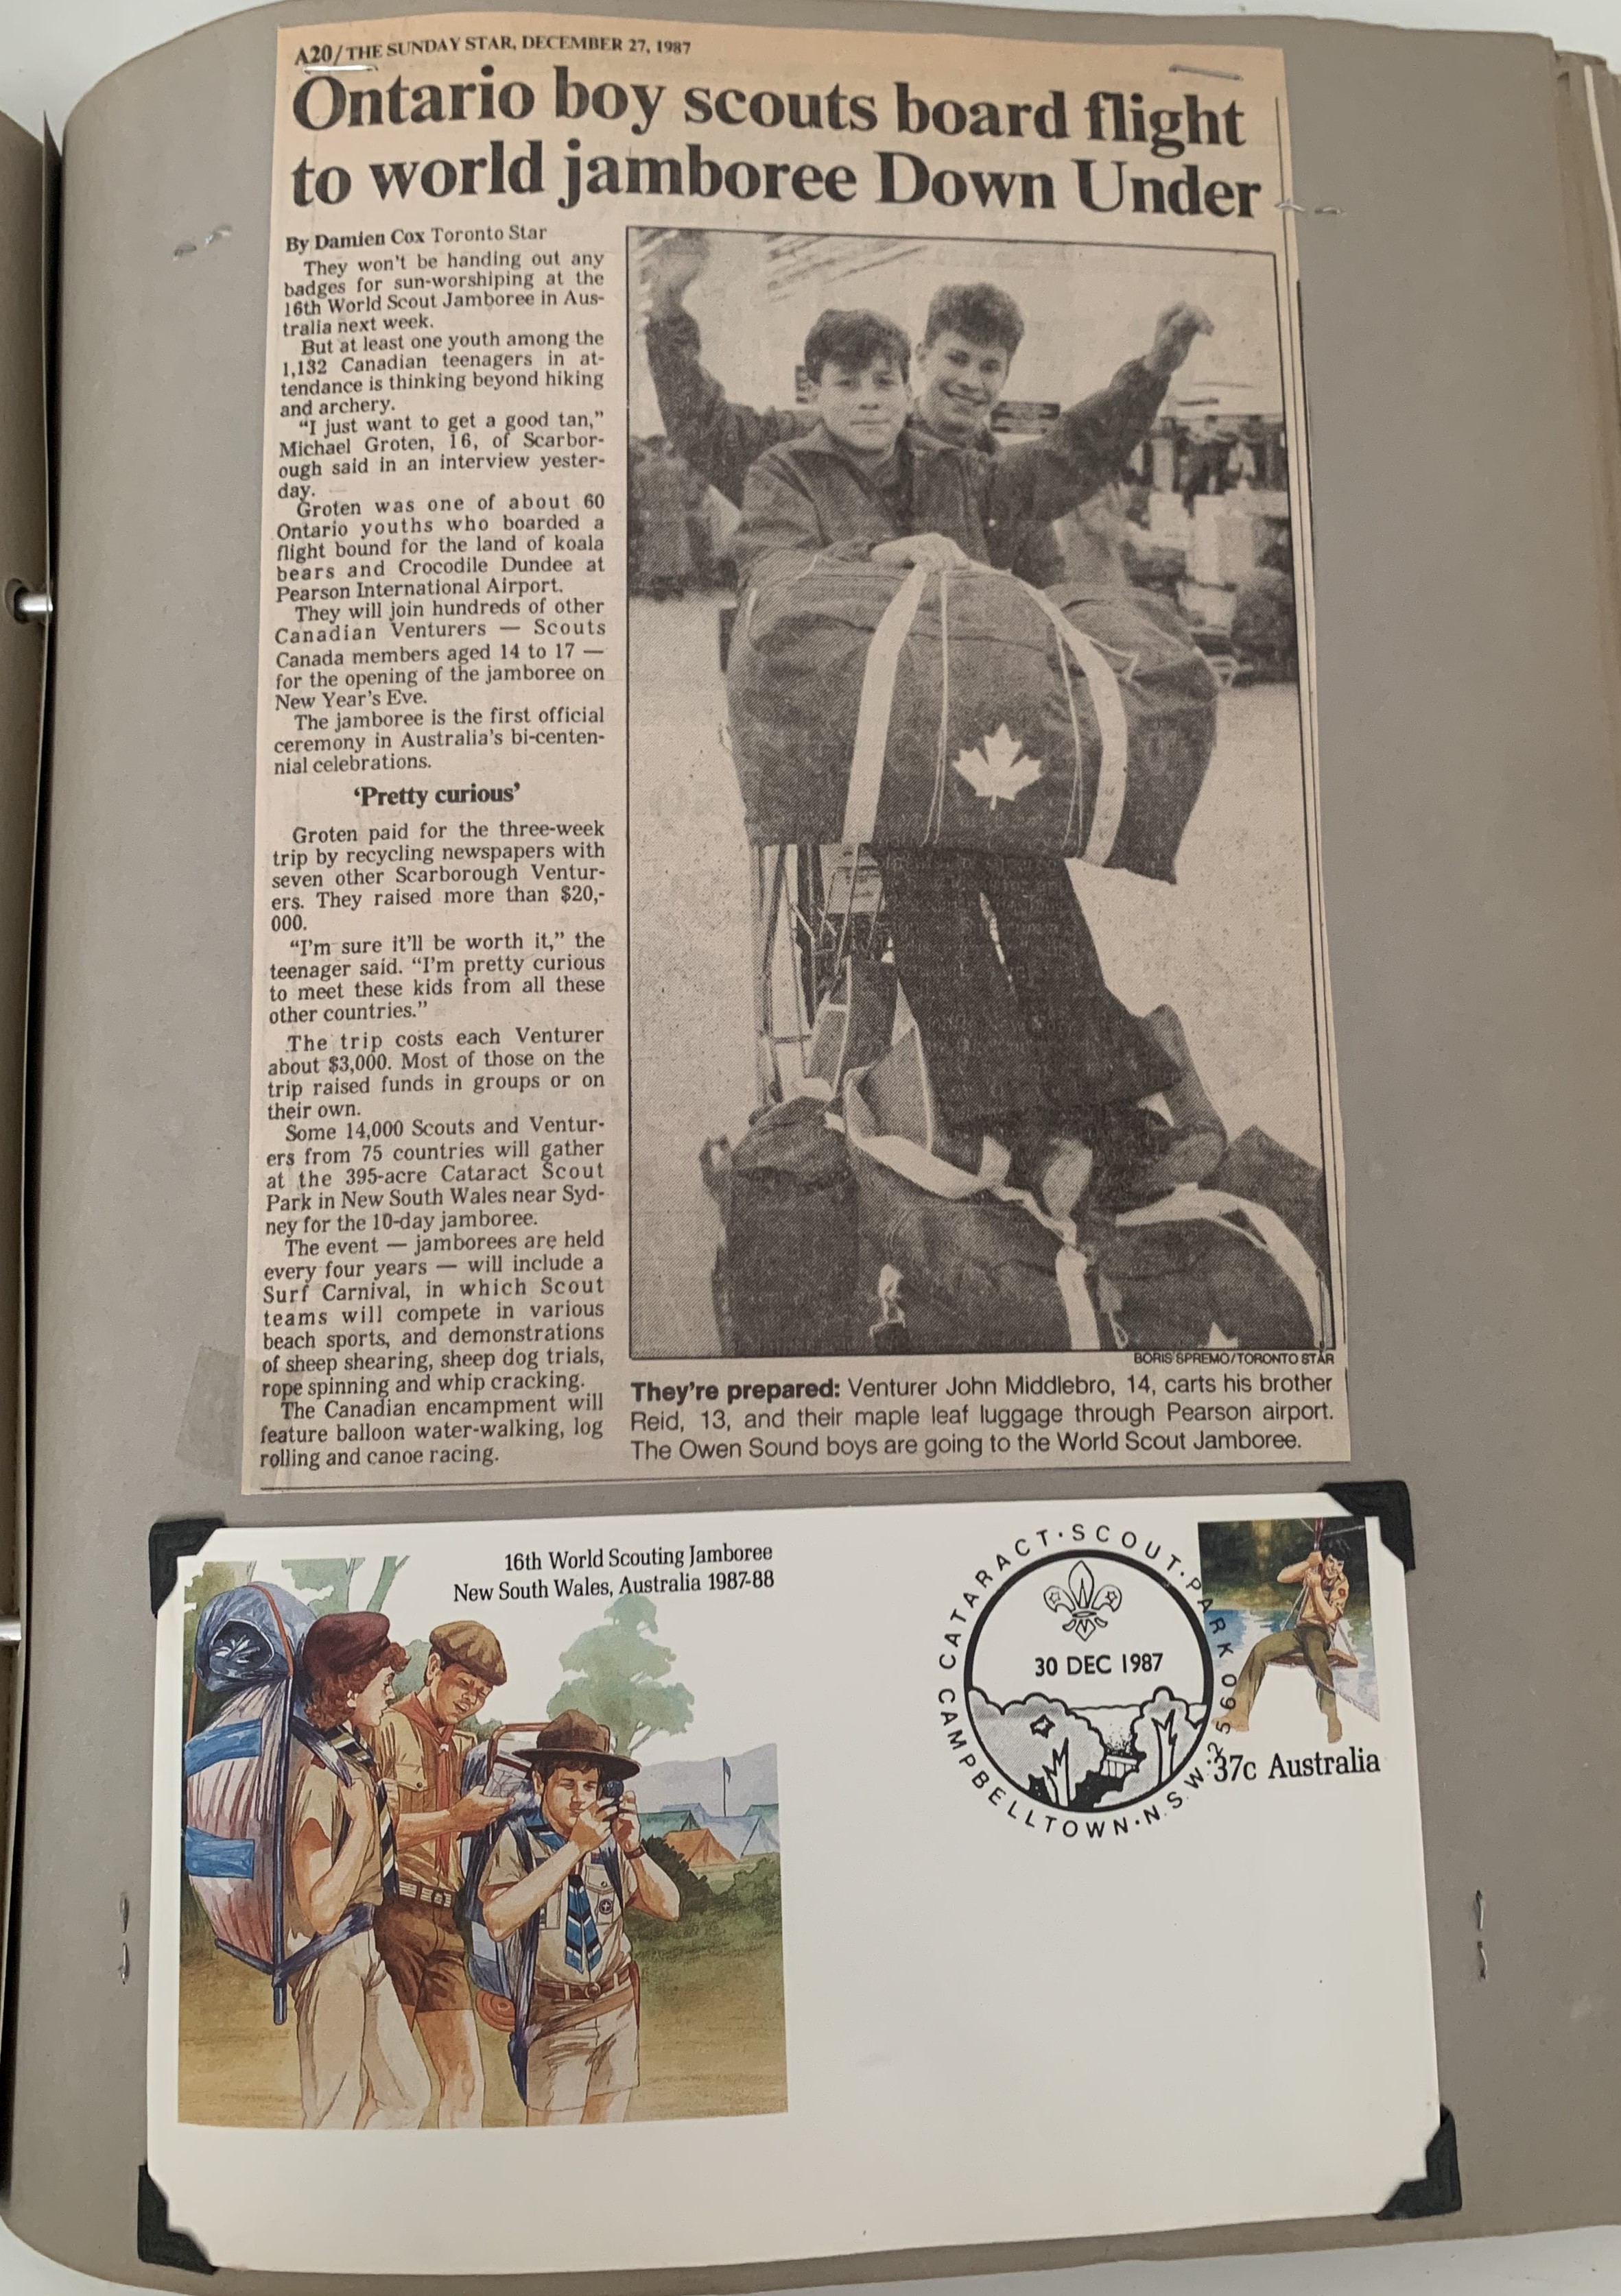 A20/THE SUNDAY STAR, DECEMBER 27, 1987
Ontario boy scouts board flight
to world jamboree Down Under
By Damien Cox Toronto Star
They won't be handing out any
badges for sun-worshiping at the
16th World Scout Jamboree in Aus-
tralia next week.
But at least one youth among the
1,132 Canadian teenagers in at-
tendance is thinking beyond hiking
and archery.
“I just want to get a good tan,”
Michael Groten, 16, of Scarbor-
ough said in an interview yester-
day.
Groten was one of about 60
Ontario youths who boarded a
flight bound for the land of koala
bears and Crocodile Dundee at
Pearson International Airport.
They will join hundreds of other
Canadian Venturers — Scouts
Canada members aged 14 to 17 —
for the opening of the jamboree on
New Year's Eve.
The jamboree is the first official
ceremony in Australia's bi-centen-
nial celebrations.
‘Pretty curious’
Groten paid for the three-week
trip by recycling newspapers with
seven other Scarborough Ventur-
ers. They raised more than $20,-
000.
“I'm sure it'll be worth it,” the
teenager said. “I'm pretty curious
to meet these kids from all these
other countries.”
The trip costs each Venturer
about $3,000. Most of those on the
trip raised funds in groups or on
their own.
Some 14,000 Scouts and Ventur-
ers from 75 countries will gather
at the 395-acre Cataract Scout
Park in New South Wales near Syd-
ney for the 10-day jamboree.
The event — jamborees are held
every four years — will include a
Surf Carnival, in which Scout
teams will compete in various
beach sports, and demonstrations
of sheep shearing, sheep dog trials,
rope spinning and whip cracking.
The Canadian encampment will
feature balloon water-walking, log
rolling and canoe racing.
BORIS SPREMO/TORONTO STAR
They're prepared: Venturer John Middlebro, 14, carts his brother
Reid, 13, and their maple leaf luggage through Pearson airport.
The Owen Sound boys are going to the World Scout Jamboree.
16th World Scouting Jamboree
New South Wales, Australia 1987-88
CATARACT·SCOUT·PARK
30 DEC 1987
CAMPBELLTOWN·N.S.W.2560
37c Australia